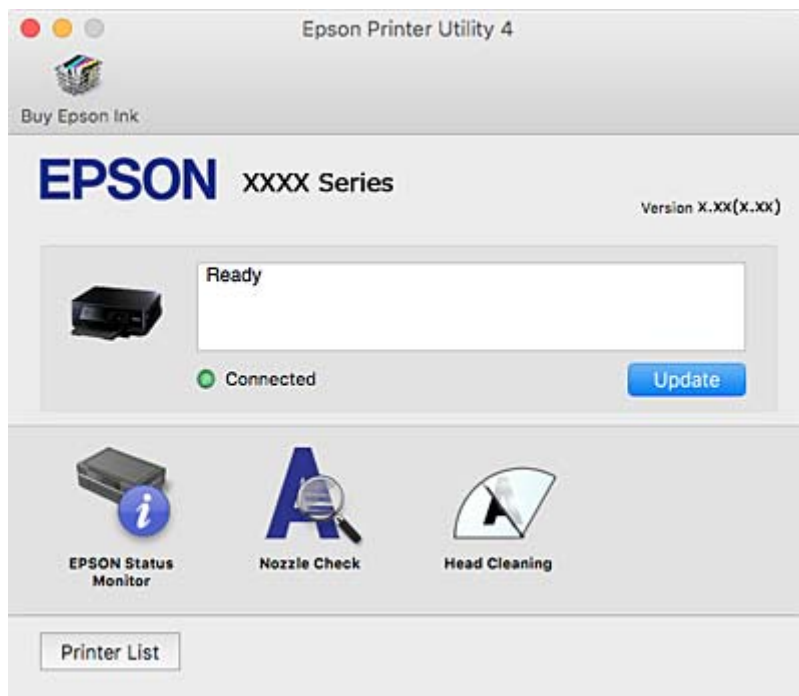 Epson Printer Utility 4
Buy Epson Ink
EPSON XXXX Series
Version X.XX(X.XX)
Ready
Connected
Update
EPSON Status
Monitor
Nozzle Check
Head Cleaning
Printer List